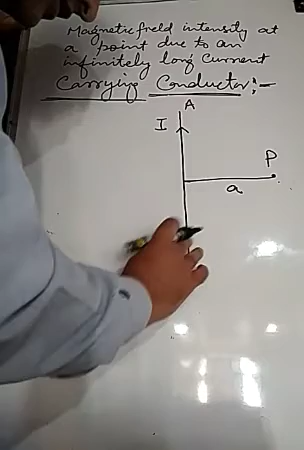 Magnetic field intensity at
a point due to an
infinitely long Current
Carrying Conductor:-
A
I
P
a